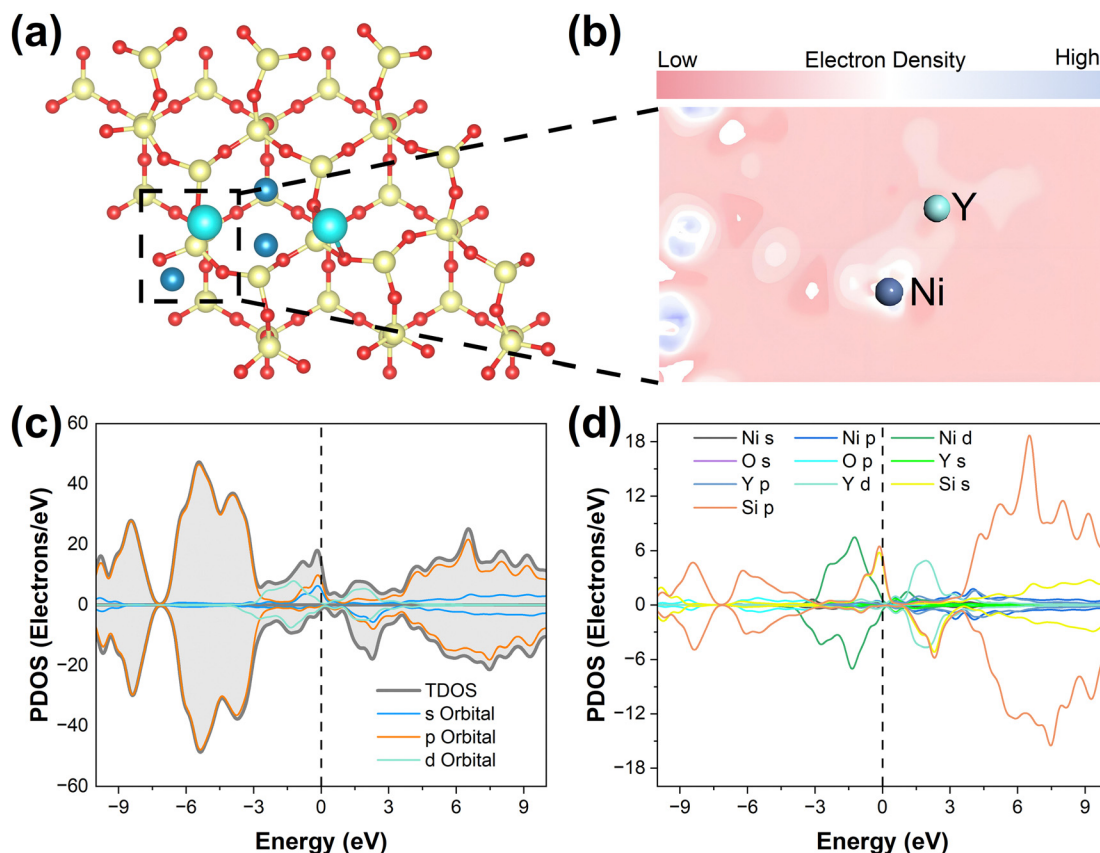 (a)
(b)
Low Electron Density High
Y
Ni
(c)
60
40
20
0
−20
−40
−60
PDOS (Electrons/eV)
TDOS
s Orbital
p Orbital
d Orbital
−9 −6 −3 0 3 6 9
Energy (eV)
(d)
18
12
6
0
−6
−12
−18
PDOS (Electrons/eV)
Ni s Ni p Ni d
O s O p Y s
Y p Y d Si s
Si p
−9 −6 −3 0 3 6 9
Energy (eV)